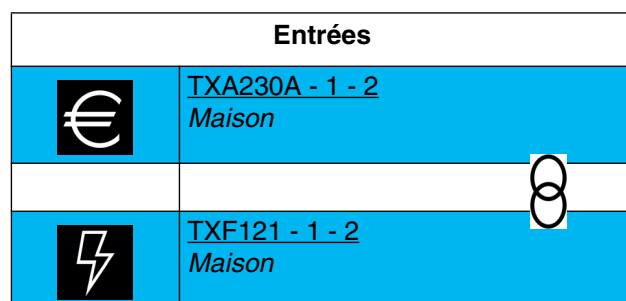 Entrées
TXA230A - 1 - 2
Maison
TXF121 - 1 - 2
Maison